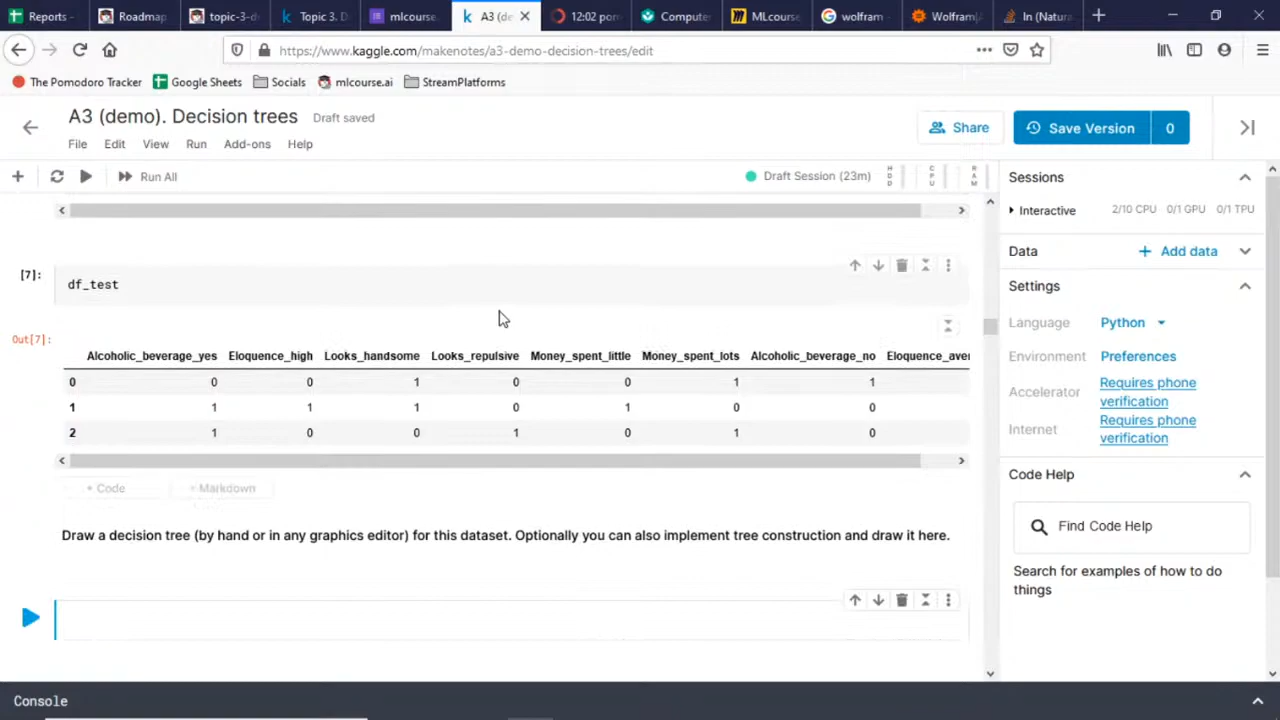 Reports -
Roadmap
topic-3-d
Topic 3. D
mlcourse.
A3 (de
12:02 pom
Compute
MLcours
wolfram -
Wolfram|A
In (Natura
https://www.kaggle.com/makenotes/a3-demo-decision-trees/edit
The Pomodoro Tracker
Google Sheets
Socials
mlcourse.ai
StreamPlatforms
A3 (demo). Decision trees
Draft saved
Share
Save Version
0
File
Edit
View
Run
Add-ons
Help
Run All
Draft Session (23m)
HDD
CPU
RAM
[7]:
df_test
Out[7]:
Alcoholic_beverage_yes Eloquence_high Looks_handsome Looks_repulsive Money_spent_little Money_spent_lots Alcoholic_beverage_no Eloquence_aver
0 0 0 1 0 0 1 1
1 1 1 1 0 1 0 0
2 1 0 0 1 0 1 0
+ Code
+ Markdown
Draw a decision tree (by hand or in any graphics editor) for this dataset. Optionally you can also implement tree construction and draw it here.
Sessions
Interactive
2/10 CPU
0/1 GPU
0/1 TPU
Data
+ Add data
Settings
Language
Python
Environment
Preferences
Accelerator
Requires phone
verification
Internet
Requires phone
verification
Code Help
Find Code Help
Search for examples of how to do
things
Console